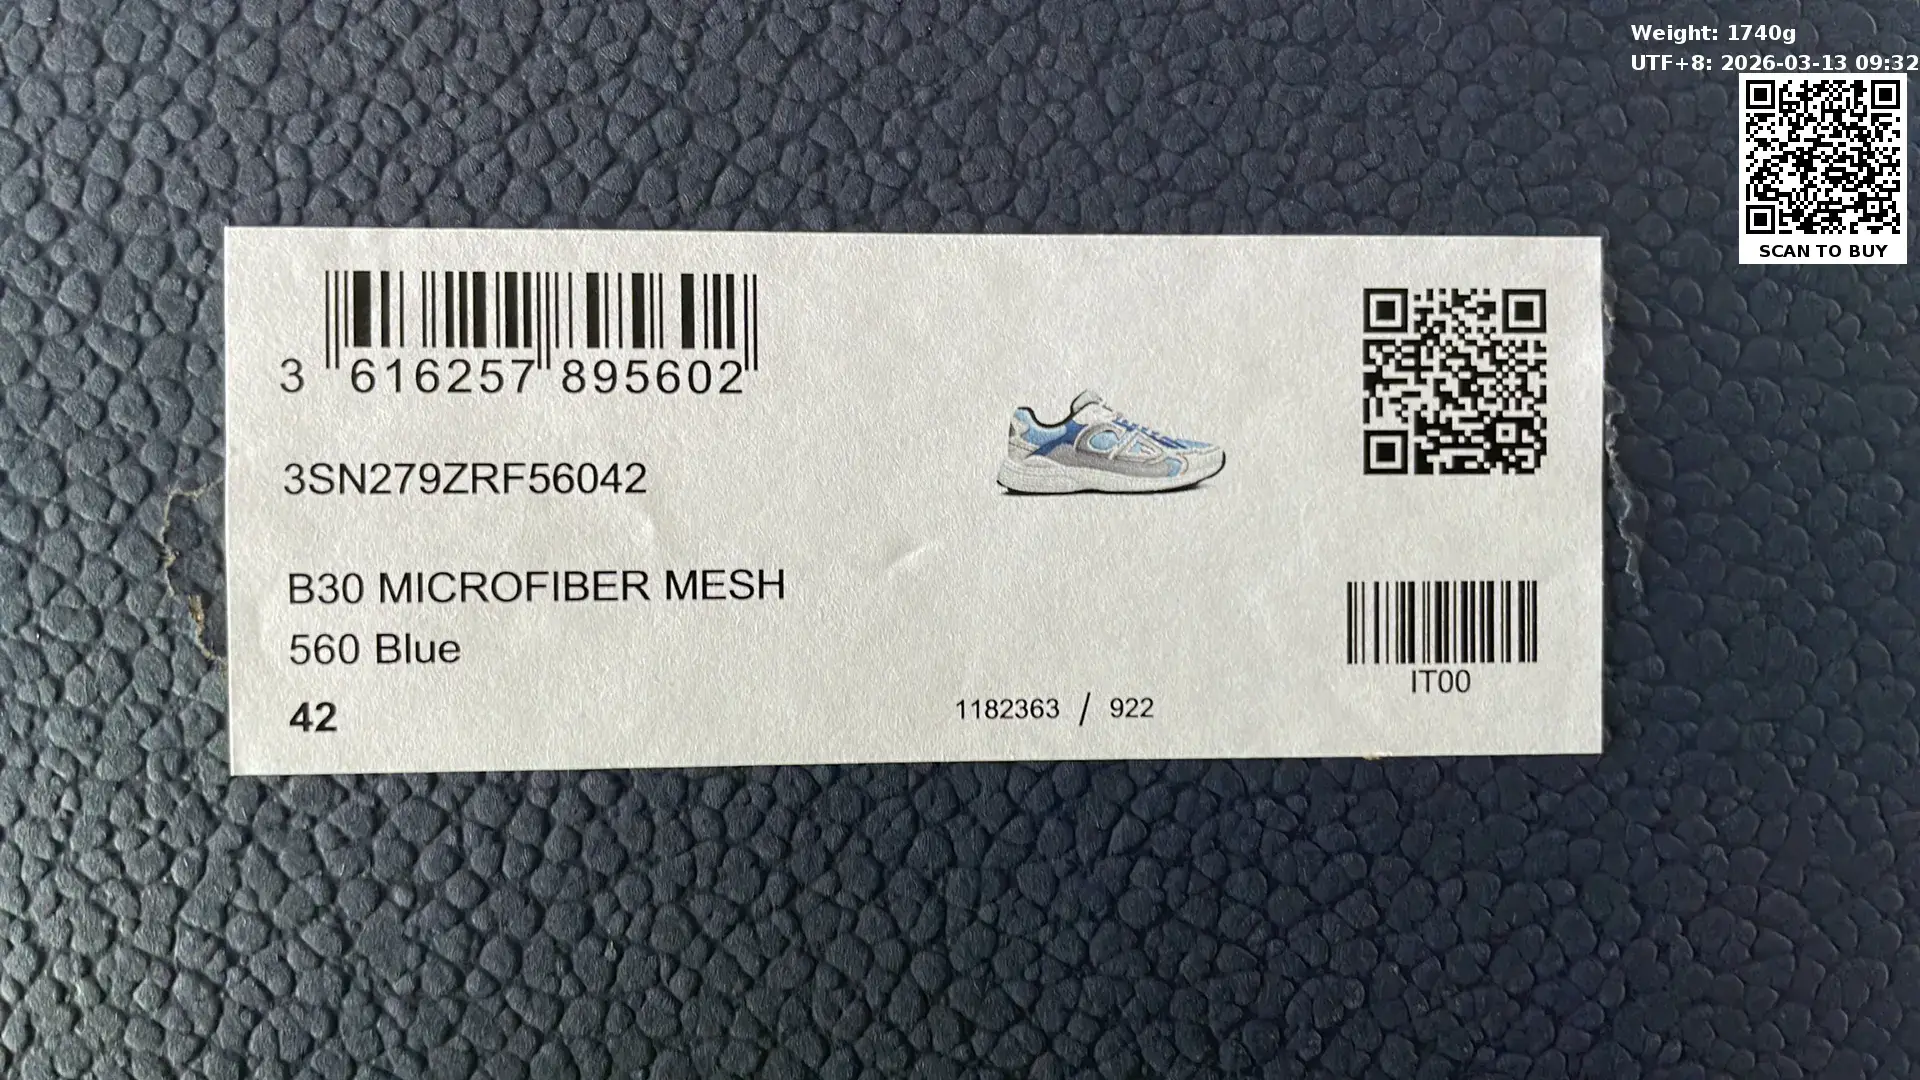 Weight: 1740g
UTF+8: 2026-03-13 09:32
SCAN TO BUY
3 616257 895602
3SN279ZRF56042
B30 MICROFIBER MESH
560 Blue
42
1182363 / 922
IT00